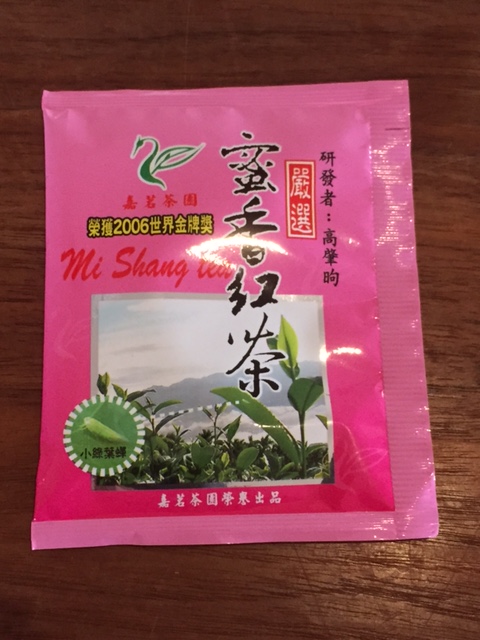 嘉茗茶園
榮獲2006世界金牌獎
Mi Shang tea
蜜香紅茶
嚴選
研發者：高肇昫
小綠葉蟬
嘉茗茶園榮譽出品